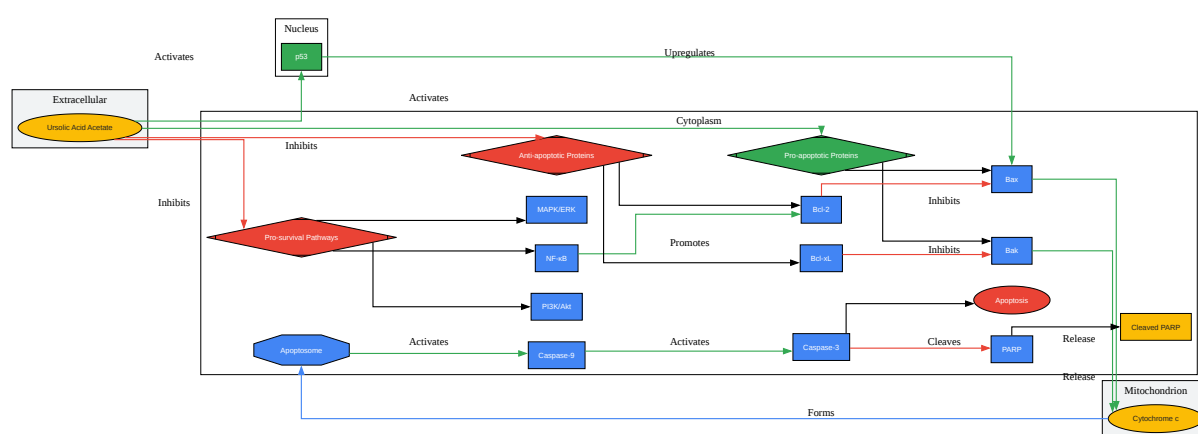 Nucleus
p53
Activates
Upregulates
Extracellular
Activates
Ursolic Acid Acetate
Cytoplasm
Inhibits
Anti-apoptotic Proteins
Pro-apoptotic Proteins
Bax
Inhibits
MAPK/ERK
Bcl-2
Inhibits
Pro-survival Pathways
Promotes
NF-κB
Bcl-xL
Inhibits
Bak
PI3K/Akt
Apoptosis
Cleaved PARP
Apoptosome
Activates
Caspase-9
Activates
Caspase-3
Cleaves
PARP
Release
Release
Mitochondrion
Forms
Cytochrome c